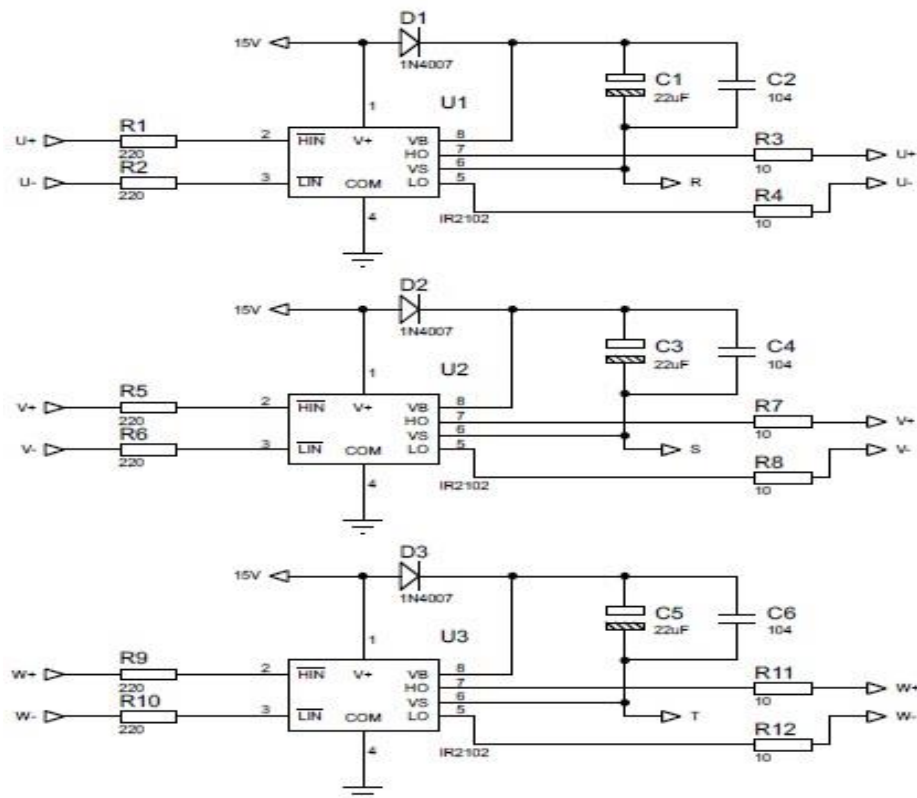 D1
15V
1N4007
C1
22uF
C2
104
1
U1
U+
R1
220
2
HIN
V+
VB
8
HO
7
R3
10
U+
U-
R2
220
3
LIN
COM
VS
6
LO
5
R
R4
10
U-
4
IR2102
D2
15V
1N4007
C3
22uF
C4
104
1
U2
V+
R5
220
2
HIN
V+
VB
8
HO
7
R7
10
V+
V-
R6
220
3
LIN
COM
VS
6
LO
5
S
R8
10
V-
4
IR2102
D3
15V
1N4007
C5
22uF
C6
104
1
U3
W+
R9
220
2
HIN
V+
VB
8
HO
7
R11
10
W+
W-
R10
220
3
LIN
COM
VS
6
LO
5
T
R12
10
W-
4
IR2102